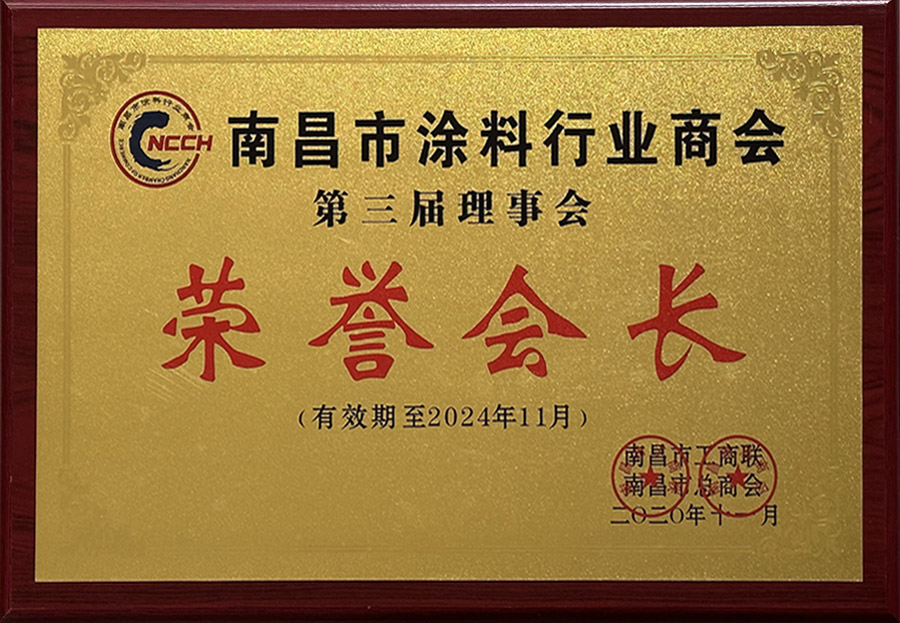 NCCH
南昌市涂料行业商会
第三届理事会
荣誉会长
（有效期至2024年11月）
南昌市工商联
南昌市总商会
二〇二〇年十一月